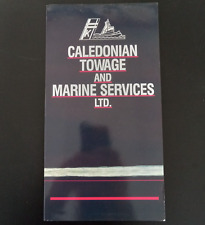 CALEDONIAN
TOWAGE
AND
MARINE SERVICES
LTD.